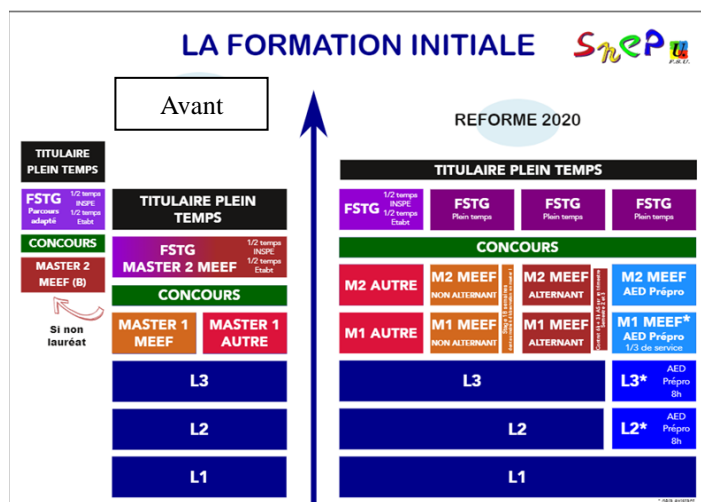 LA FORMATION INITIALE
SnEP
F.S.U.
Avant
REFORME 2020
TITULAIRE
PLEIN TEMPS
FSTG
Parcours
adapté
1/2 temps
INSPE
1/2 temps
Etabt
CONCOURS
MASTER 2
MEEF (B)
Si non
lauréat
TITULAIRE PLEIN
TEMPS
FSTG
MASTER 2 MEEF
1/2 temps
INSPE
1/2 temps
Etabt
CONCOURS
MASTER 1
MEEF
MASTER 1
AUTRE
L3
L2
L1
TITULAIRE PLEIN TEMPS
FSTG
1/2 temps
INSPE
1/2 temps
Etabt
FSTG
Plein temps
FSTG
Plein temps
FSTG
Plein temps
CONCOURS
M2 AUTRE
M2 MEEF
NON ALTERNANT
M2 MEEF
ALTERNANT
M2 MEEF
AED Prépro
M1 AUTRE
M1 MEEF
NON ALTERNANT
M1 MEEF
ALTERNANT
M1 MEEF*
AED Prépro
1/3 de service
L3
L3*
AED
Prépro
8h
L2
L2*
AED
Prépro
8h
L1